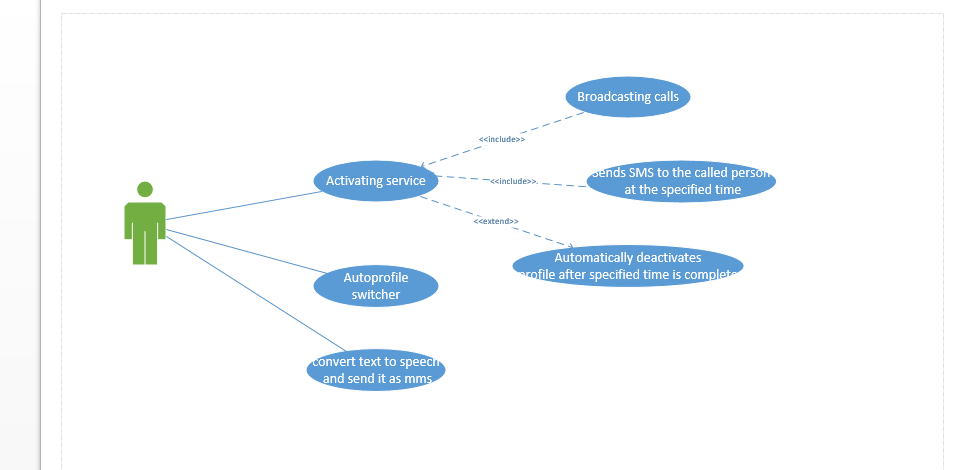 Broadcasting calls
<<include>>
Activating service
<<include>>
Sends SMS to the called person
at the specified time
<<extend>>
Automatically deactivates
profile after specified time is complete
Autoprofile
switcher
convert text to speech
and send it as mms